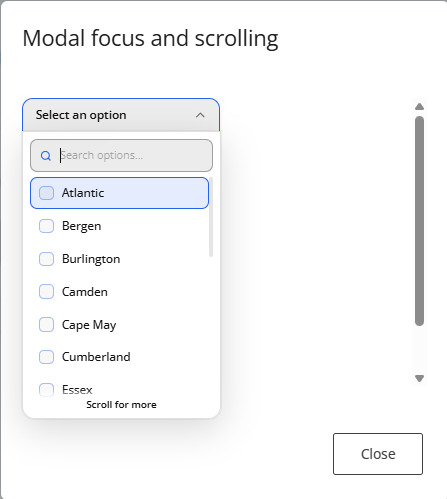 Modal focus and scrolling
Select an option
Search options...
Atlantic
Bergen
Burlington
Camden
Cape May
Cumberland
Essex
Scroll for more
Close